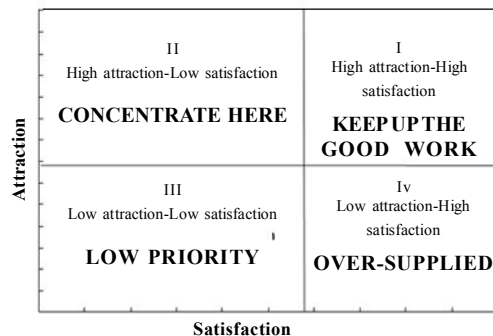 II
High attraction-Low satisfaction
CONCENTRATE HERE
I
High attraction-High
satisfaction
KEEP UP THE
GOOD WORK
III
Low attraction-Low satisfaction
LOW PRIORITY
Iv
Low attraction-High
satisfaction
OVER-SUPPLIED
Attraction
Satisfaction